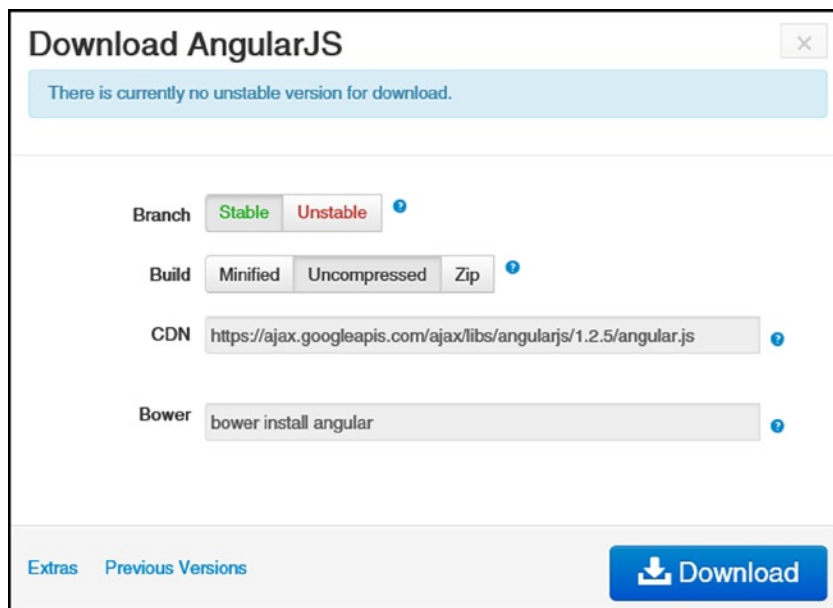 Download AngularJS
×
There is currently no unstable version for download.
Branch Stable Unstable ?
Build Minified Uncompressed Zip ?
CDN https://ajax.googleapis.com/ajax/libs/angularjs/1.2.5/angular.js ?
Bower bower install angular ?
Extras Previous Versions Download